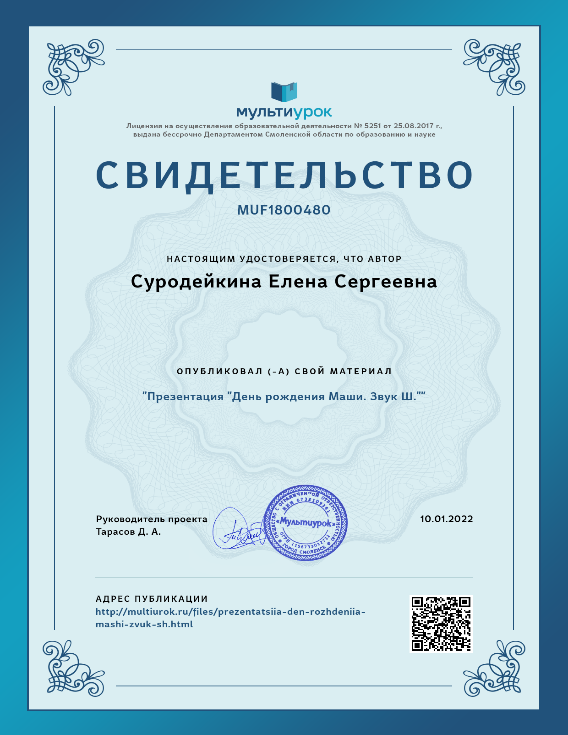 мультиурок
Лицензия на осуществление образовательной деятельности № 5251 от 25.08.2017 г.,
выдана бессрочно Департаментом Смоленской области по образованию и науке
СВИДЕТЕЛЬСТВО
MUF1800480
НАСТОЯЩИМ УДОСТОВЕРЯЕТСЯ, ЧТО АВТОР
Суродейкина Елена Сергеевна
ОПУБЛИКОВАЛ (-А) СВОЙ МАТЕРИАЛ
"Презентация "День рождения Маши. Звук Ш.""
Руководитель проекта
Тарасов Д. А.
«Мультиурок»
10.01.2022
АДРЕС ПУБЛИКАЦИИ
http://multiurok.ru/files/prezentatsiia-den-rozhdeniia-
mashi-zvuk-sh.html